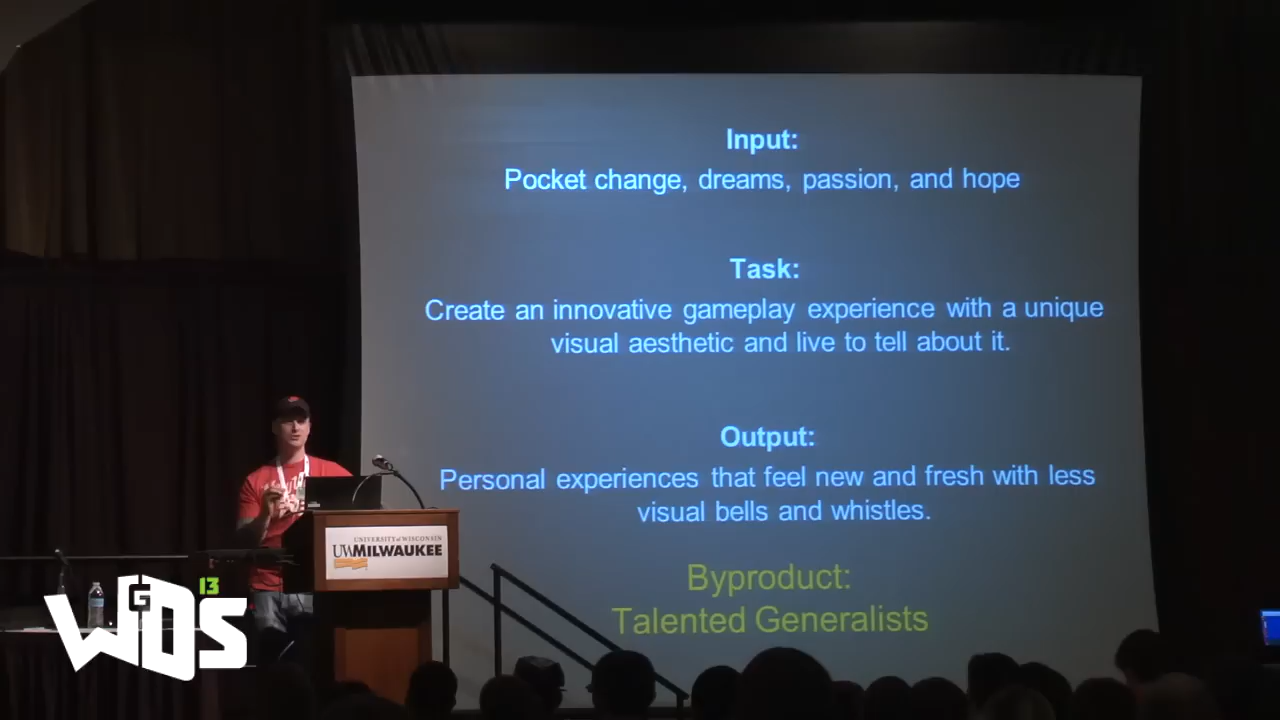 Input:
Pocket change, dreams, passion, and hope
Task:
Create an innovative gameplay experience with a unique
visual aesthetic and live to tell about it.
Output:
Personal experiences that feel new and fresh with less
visual bells and whistles.
Byproduct:
Talented Generalists
UNIVERSITY of WISCONSIN
UWMILWAUKEE
WGDS
13